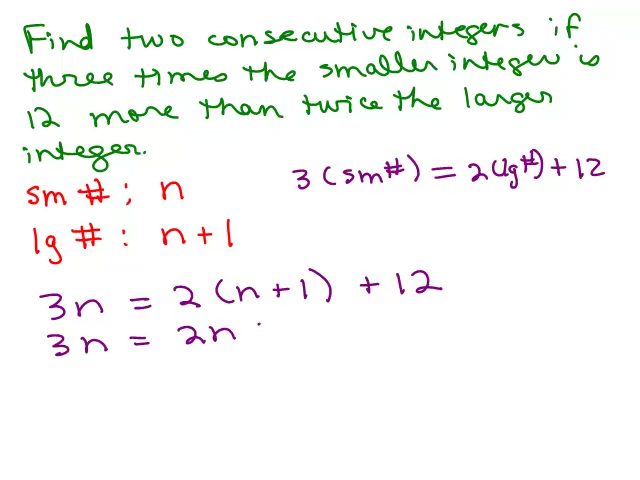 Find two consecutive integers if
three times the smaller integer is
12 more than twice the larger
integer.
3 (sm #) = 2 (lg #) + 12
sm # : n
lg # : n + 1
3n = 2 (n + 1) + 12
3n = 2n